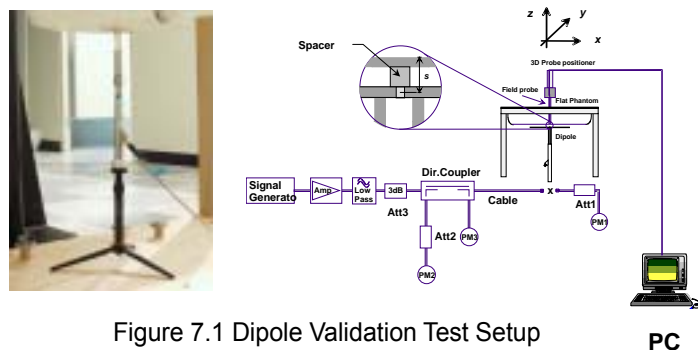 z
y
x
Spacer
s
3D Probe positioner
Field probe
Flat Phantom
Dipole
Dir.Coupler
Signal
Generato
Amp
Low
Pass
3dB
Cable
x
Att1
Att3
PM1
Att2
PM3
PM2
Figure 7.1 Dipole Validation Test Setup
PC